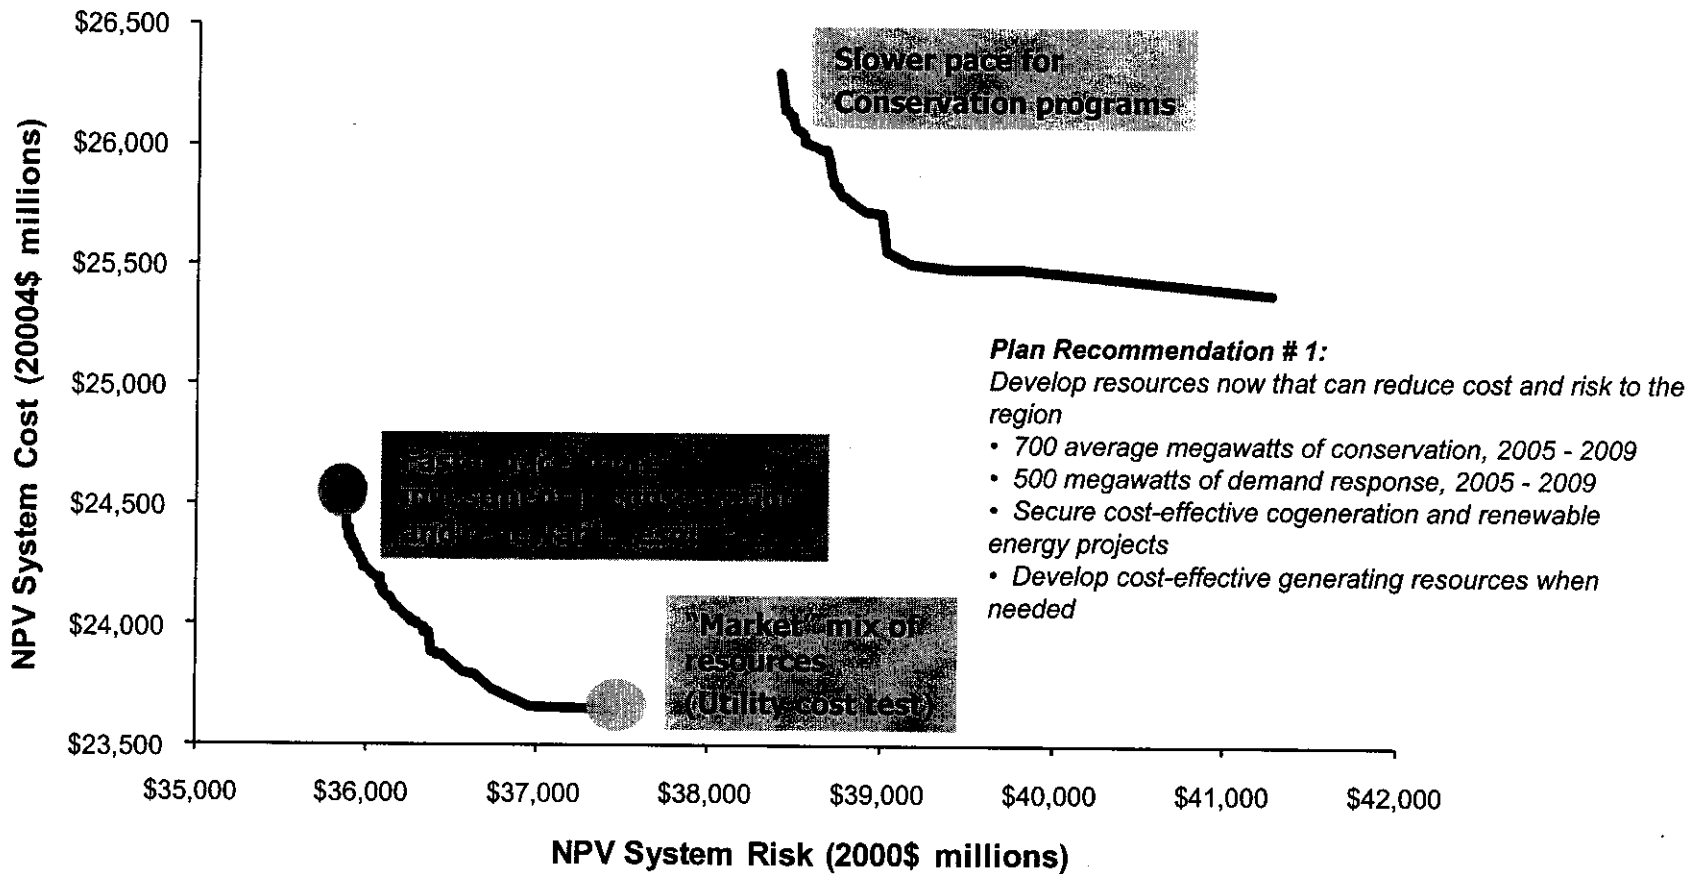 $26,500
$26,000
$25,500
$25,000
$24,500
$24,000
$23,500
NPV System Cost (20004$ millions)
Slower pace for
Conservation programs
Plan Recommendation # 1:
Develop resources now that can reduce cost and risk to the
region
• 700 average megawatts of conservation, 2005 - 2009
• 500 megawatts of demand response, 2005 - 2009
• Secure cost-effective cogeneration and renewable
energy projects
• Develop cost-effective generating resources when
needed
"Market" mix of
resources
(Utility cost test)
$35,000
$36,000
$37,000
$38,000
$39,000
$40,000
$41,000
$42,000
NPV System Risk (2000$ millions)